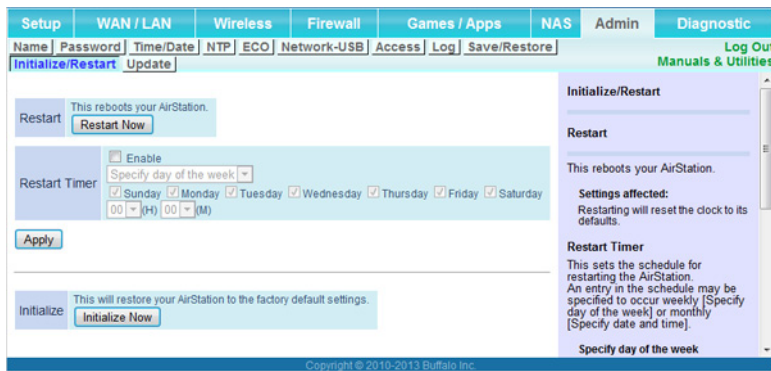 Setup WAN / LAN Wireless Firewall Games / Apps NAS Admin Diagnostic
Name Password Time/Date NTP ECO Network-USB Access Log Save/Restore
Initialize/Restart Update
Log Out
Manuals & Utilities
Restart
This reboots your AirStation.
Restart Now
Restart Timer
Enable
Specify day of the week
Sunday Monday Tuesday Wednesday Thursday Friday Saturday
00 (H) 00 (M)
Apply
Initialize
This will restore your AirStation to the factory default settings.
Initialize Now
Initialize/Restart
Restart
This reboots your AirStation.
Settings affected:
Restarting will reset the clock to its
defaults.
Restart Timer
This sets the schedule for
restarting the AirStation.
An entry in the schedule may be
specified to occur weekly [Specify
day of the week] or monthly
[Specify date and time].
Specify day of the week
Copyright © 2010-2013 Buffalo Inc.